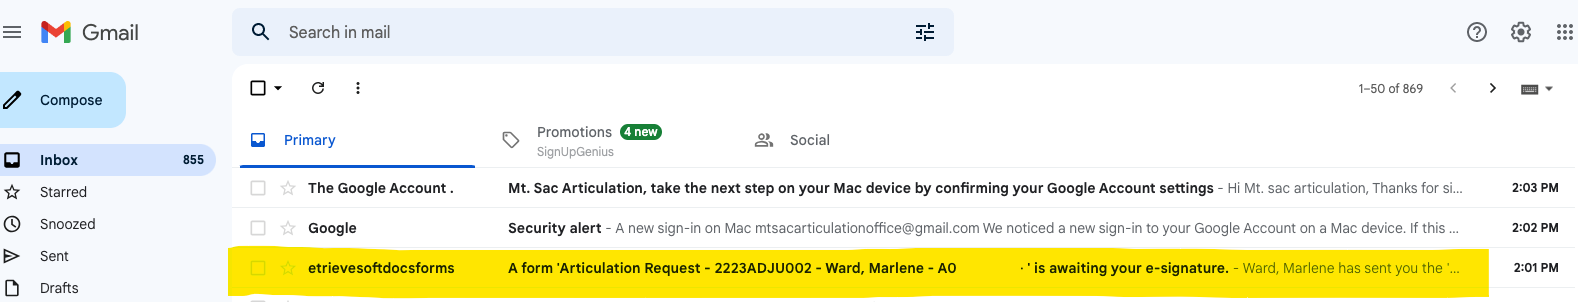 Gmail
Search in mail
Compose
1–50 of 869
Primary
Promotions 4 new
SignUpGenius
Social
Inbox 855
Starred
Snoozed
Sent
Drafts
The Google Account . Mt. Sac Articulation, take the next step on your Mac device by confirming your Google Account settings - Hi Mt. sac articulation, Thanks for si... 2:03 PM
Google Security alert - A new sign-in on Mac mtsacarticulationoffice@gmail.com We noticed a new sign-in to your Google Account on a Mac device. If this ... 2:02 PM
etrievesoftdocsforms A form 'Articulation Request - 2223ADJU002 - Ward, Marlene - A0 ' is awaiting your e-signature. - Ward, Marlene has sent you the '... 2:01 PM